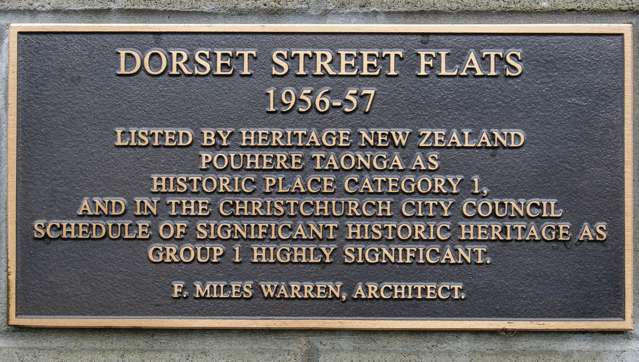 DORSET STREET FLATS
1956-57
LISTED BY HERITAGE NEW ZEALAND
POUHERE TAONGA AS
HISTORIC PLACE CATEGORY 1,
AND IN THE CHRISTCHURCH CITY COUNCIL
SCHEDULE OF SIGNIFICANT HISTORIC HERITAGE AS
GROUP 1 HIGHLY SIGNIFICANT.
F. MILES WARREN, ARCHITECT.